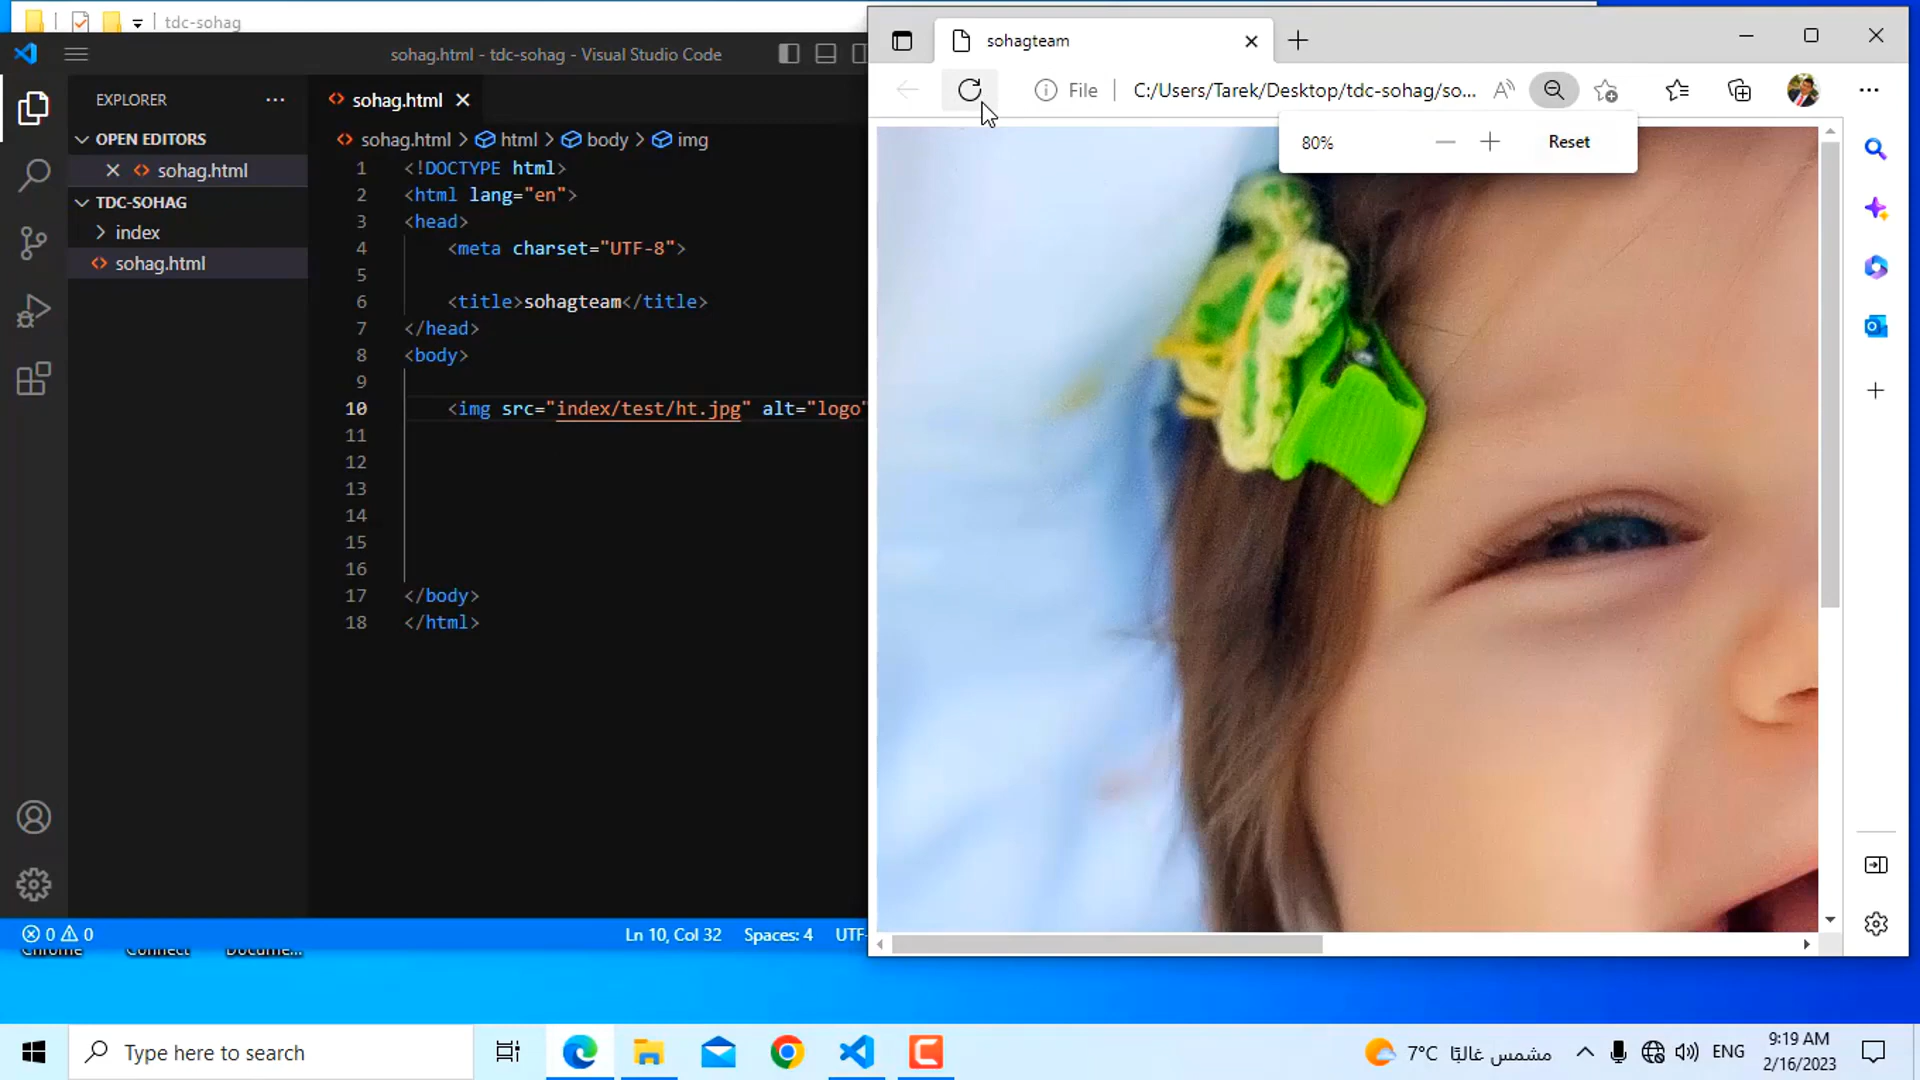 tdc-sohag
sohag.html - tdc-sohag - Visual Studio Code
EXPLORER
OPEN EDITORS
sohag.html
TDC-SOHAG
index
sohag.html
sohag.html
sohag.html > html > body > img
1 <!DOCTYPE html>
2 <html lang="en">
3 <head>
4 <meta charset="UTF-8">
5
6 <title>sohagteam</title>
7 </head>
8 <body>
9
10 <img src="index/test/ht.jpg" alt="logo"
11
12
13
14
15
16
17 </body>
18 </html>
0 0
Ln 10, Col 32 Spaces: 4 UTF-
sohagteam
File C:/Users/Tarek/Desktop/tdc-sohag/so...
80% Reset
Chrome Connect Docume...
Type here to search
7°C مشمس غالبًا
ENG
9:19 AM
2/16/2023